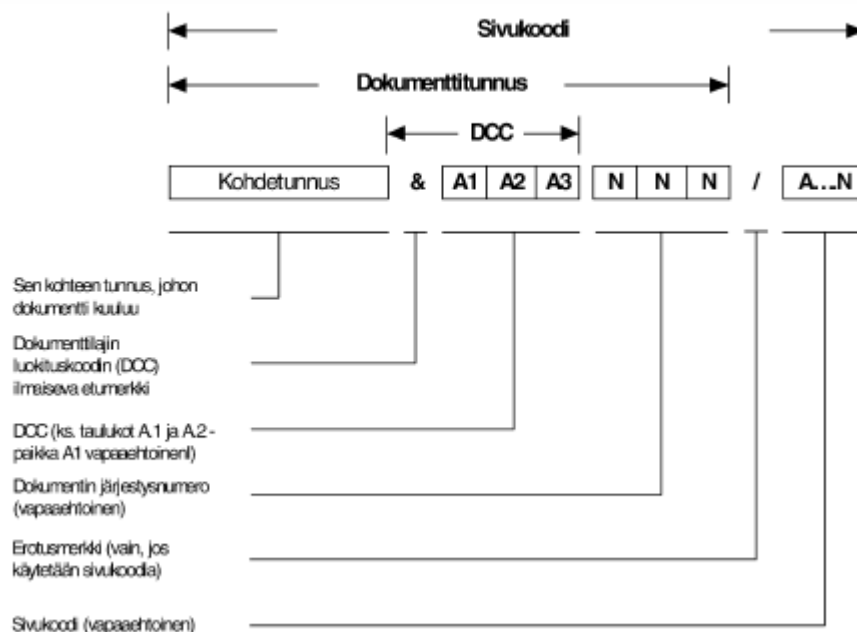 Sivukoodi
Dokumenttitunnus
DCC
Kohdetunnus & A1 A2 A3 N N N / A....N
Sen kohteen tunnus, johon
dokumentti kuuluu
Dokumenttilajin
luokituskoodin (DCC)
ilmaiseva etumerkki
DCC (ks. taulukot A.1 ja A.2 -
paikka A1 vapaaehtoinen!)
Dokumentin järjestysnumero
(vapaaehtoinen)
Erotusmerkki (vain, jos
käytetään sivukoodia)
Sivukoodi (vapaaehtoinen)